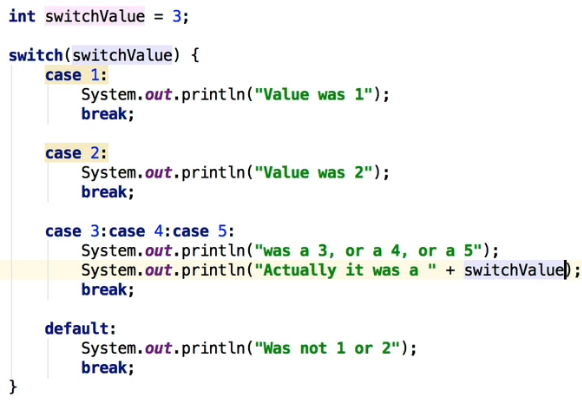 int switchValue = 3;
switch(switchValue) {
case 1:
System.out.println("Value was 1");
break;
case 2:
System.out.println("Value was 2");
break;
case 3:case 4:case 5:
System.out.println("was a 3, or a 4, or a 5");
System.out.println("Actually it was a " + switchValue);
break;
default:
System.out.println("Was not 1 or 2");
break;
}